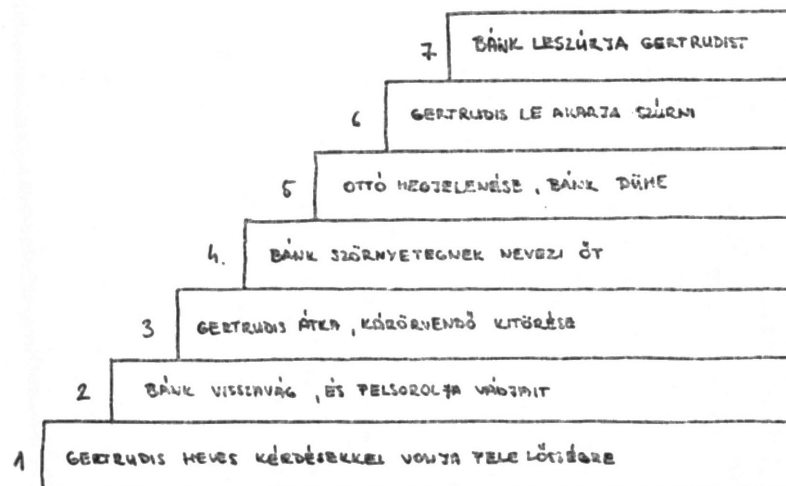 7 BÁNK LESZÚRJA GERTRUDIST
6 GERTRUDIS LE AKARJA SZÚRNI
5 OTTÓ MEGJELENÉSE, BÁNK DÜHE
4. BÁNK SZÖRNYETEGNEK NEVEZI ŐT
3 GERTRUDIS ÁTKA, KÁRÖRVENDŐ KITÖRÉSE
2 BÁNK VISSZAVÁG, ÉS FELSOROLJA VÁDJAIT
1 GERTRUDIS HEVES KÉRDÉSEKKEL VONJA FELELŐSSÉGRE